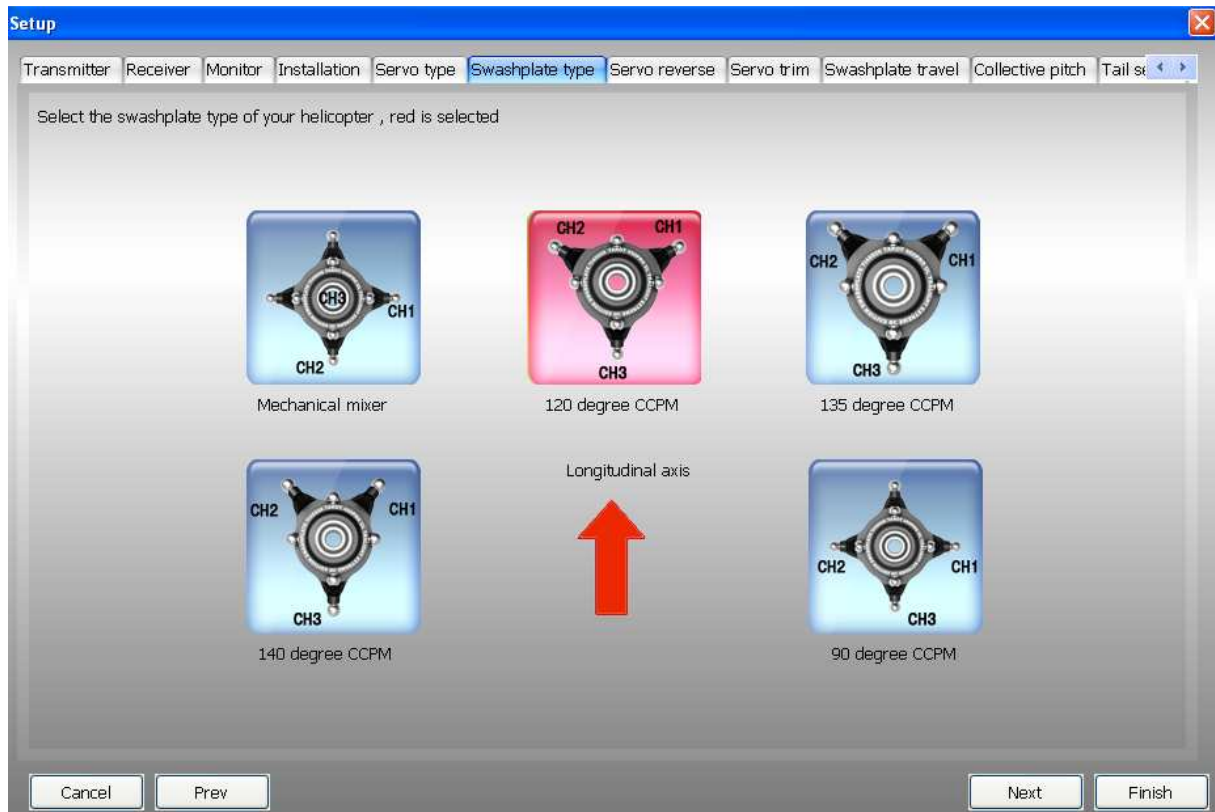 Setup
Transmitter Receiver Monitor Installation Servo type Swashplate type Servo reverse Servo trim Swashplate travel Collective pitch Tail se
Select the swashplate type of your helicopter , red is selected
CH3
CH1
CH2
Mechanical mixer
CH2 CH1
CH3
120 degree CCPM
CH2 CH1
CH3
135 degree CCPM
CH2 CH1
CH3
140 degree CCPM
Longitudinal axis
CH2 CH1
CH3
90 degree CCPM
Cancel Prev Next Finish